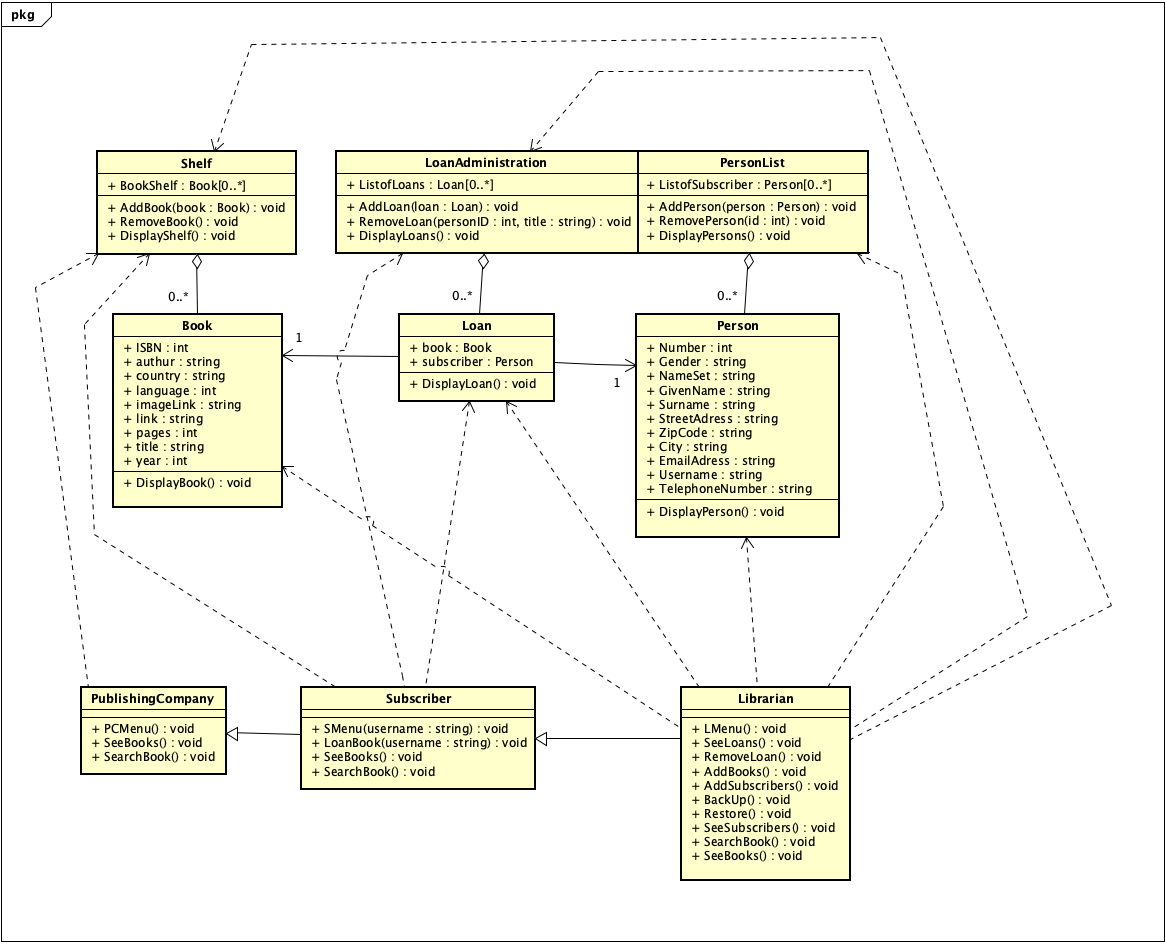 pkg
Shelf
+ BookShelf : Book[0..*]
+ AddBook(book : Book) : void
+ RemoveBook() : void
+ DisplayShelf() : void
LoanAdministration
+ ListofLoans : Loan[0..*]
+ AddLoan(loan : Loan) : void
+ RemoveLoan(personID : int, title : string) : void
+ DisplayLoans() : void
PersonList
+ ListofSubscriber : Person[0..*]
+ AddPerson(person : Person) : void
+ RemovePerson(id : int) : void
+ DisplayPersons() : void
0..*
0..*
0..*
Book
+ ISBN : int
+ authur : string
+ country : string
+ language : int
+ imageLink : string
+ link : string
+ pages : int
+ title : string
+ year : int
+ DisplayBook() : void
1
Loan
+ book : Book
+ subscriber : Person
+ DisplayLoan() : void
1
Person
+ Number : int
+ Gender : string
+ NameSet : string
+ GivenName : string
+ Surname : string
+ StreetAdress : string
+ ZipCode : string
+ City : string
+ EmailAdress : string
+ Username : string
+ TelephoneNumber : string
+ DisplayPerson() : void
PublishingCompany
+ PCMenu() : void
+ SeeBooks() : void
+ SearchBook() : void
Subscriber
+ SMenu(username : string) : void
+ LoanBook(username : string) : void
+ SeeBooks() : void
+ SearchBook() : void
Librarian
+ LMenu() : void
+ SeeLoans() : void
+ RemoveLoan() : void
+ AddBooks() : void
+ AddSubscribers() : void
+ BackUp() : void
+ Restore() : void
+ SeeSubscribers() : void
+ SearchBook() : void
+ SeeBooks() : void